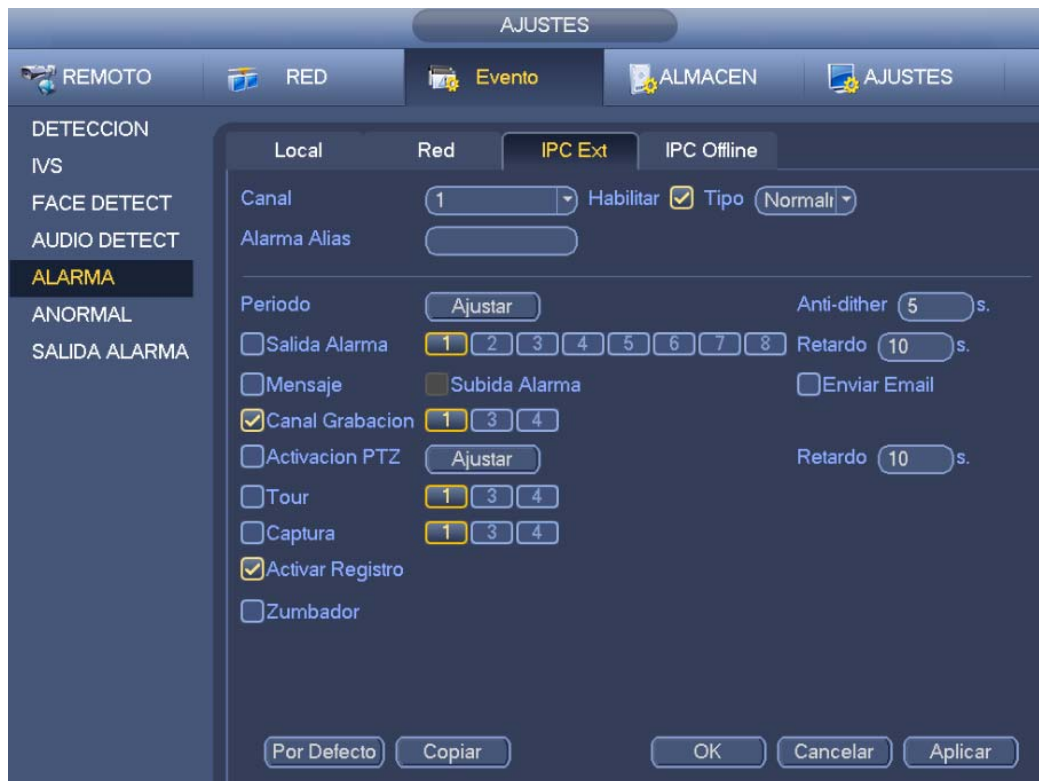 AJUSTES
REMOTO RED Evento ALMACEN AJUSTES
DETECCION
IVS
FACE DETECT
AUDIO DETECT
ALARMA
ANORMAL
SALIDA ALARMA
Local Red IPC Ext IPC Offline
Canal 1 Habilitar Tipo Normalr
Alarma Alias
Periodo Ajustar Anti-dither 5 s.
Salida Alarma 1 2 3 4 5 6 7 8 Retardo 10 s.
Mensaje Subida Alarma Enviar Email
Canal Grabacion 1 3 4
Activacion PTZ Ajustar Retardo 10 s.
Tour 1 3 4
Captura 1 3 4
Activar Registro
Zumbador
Por Defecto Copiar OK Cancelar Aplicar